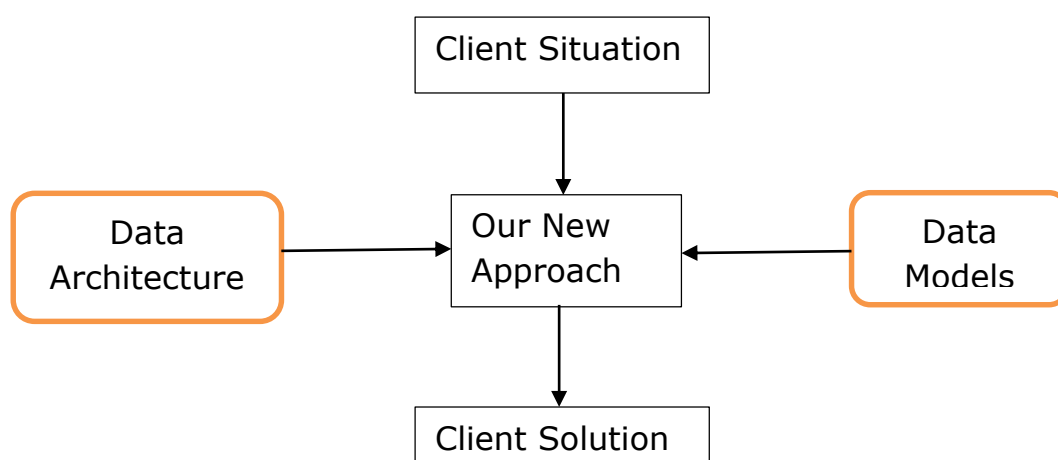 Client Situation
Data
Architecture
Our New
Approach
Data
Models
Client Solution